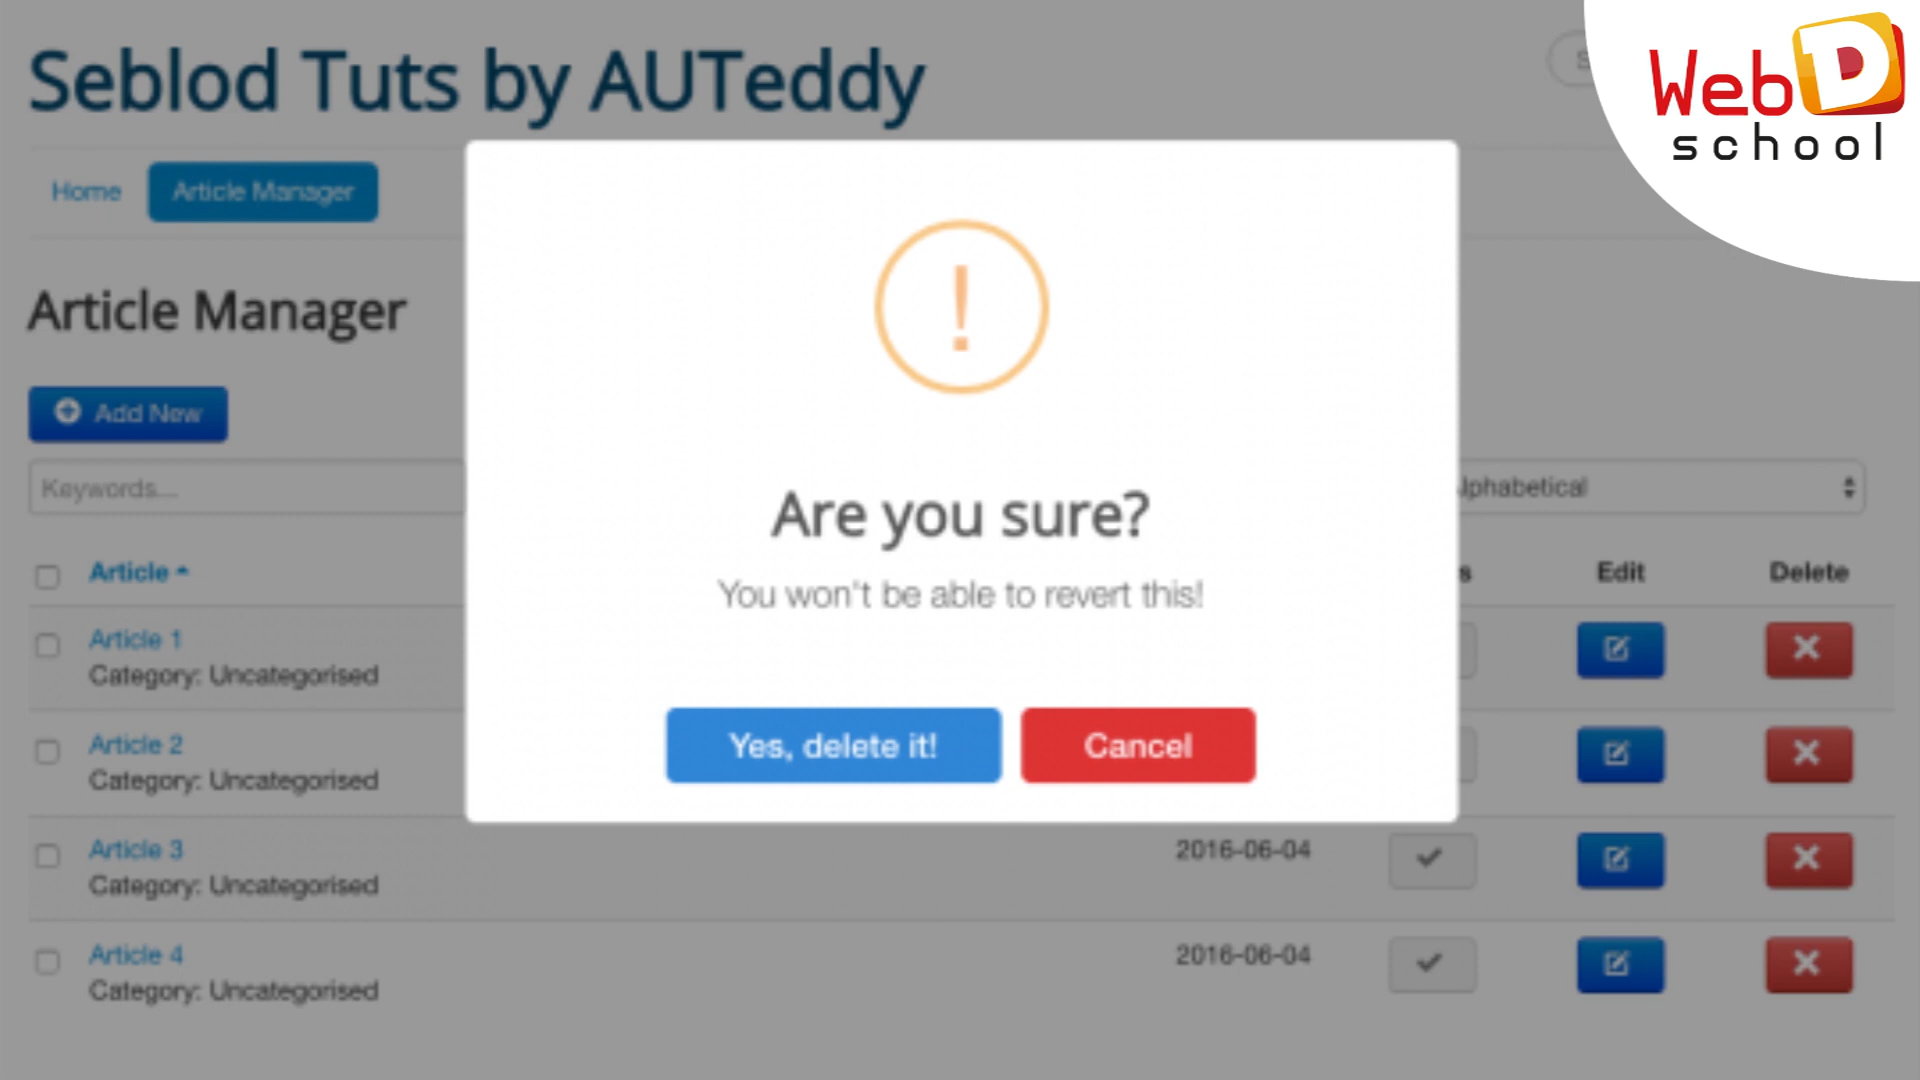 Seblod Tuts by AUTeddy
Web D
school
Home
Article Manager
Article Manager
Add New
Keywords...
lphabetical
!
Are you sure?
You won't be able to revert this!
Yes, delete it!
Cancel
Article
Edit
Delete
Article 1
Category: Uncategorised
Article 2
Category: Uncategorised
Article 3
2016-06-04
Category: Uncategorised
Article 4
2016-06-04
Category: Uncategorised